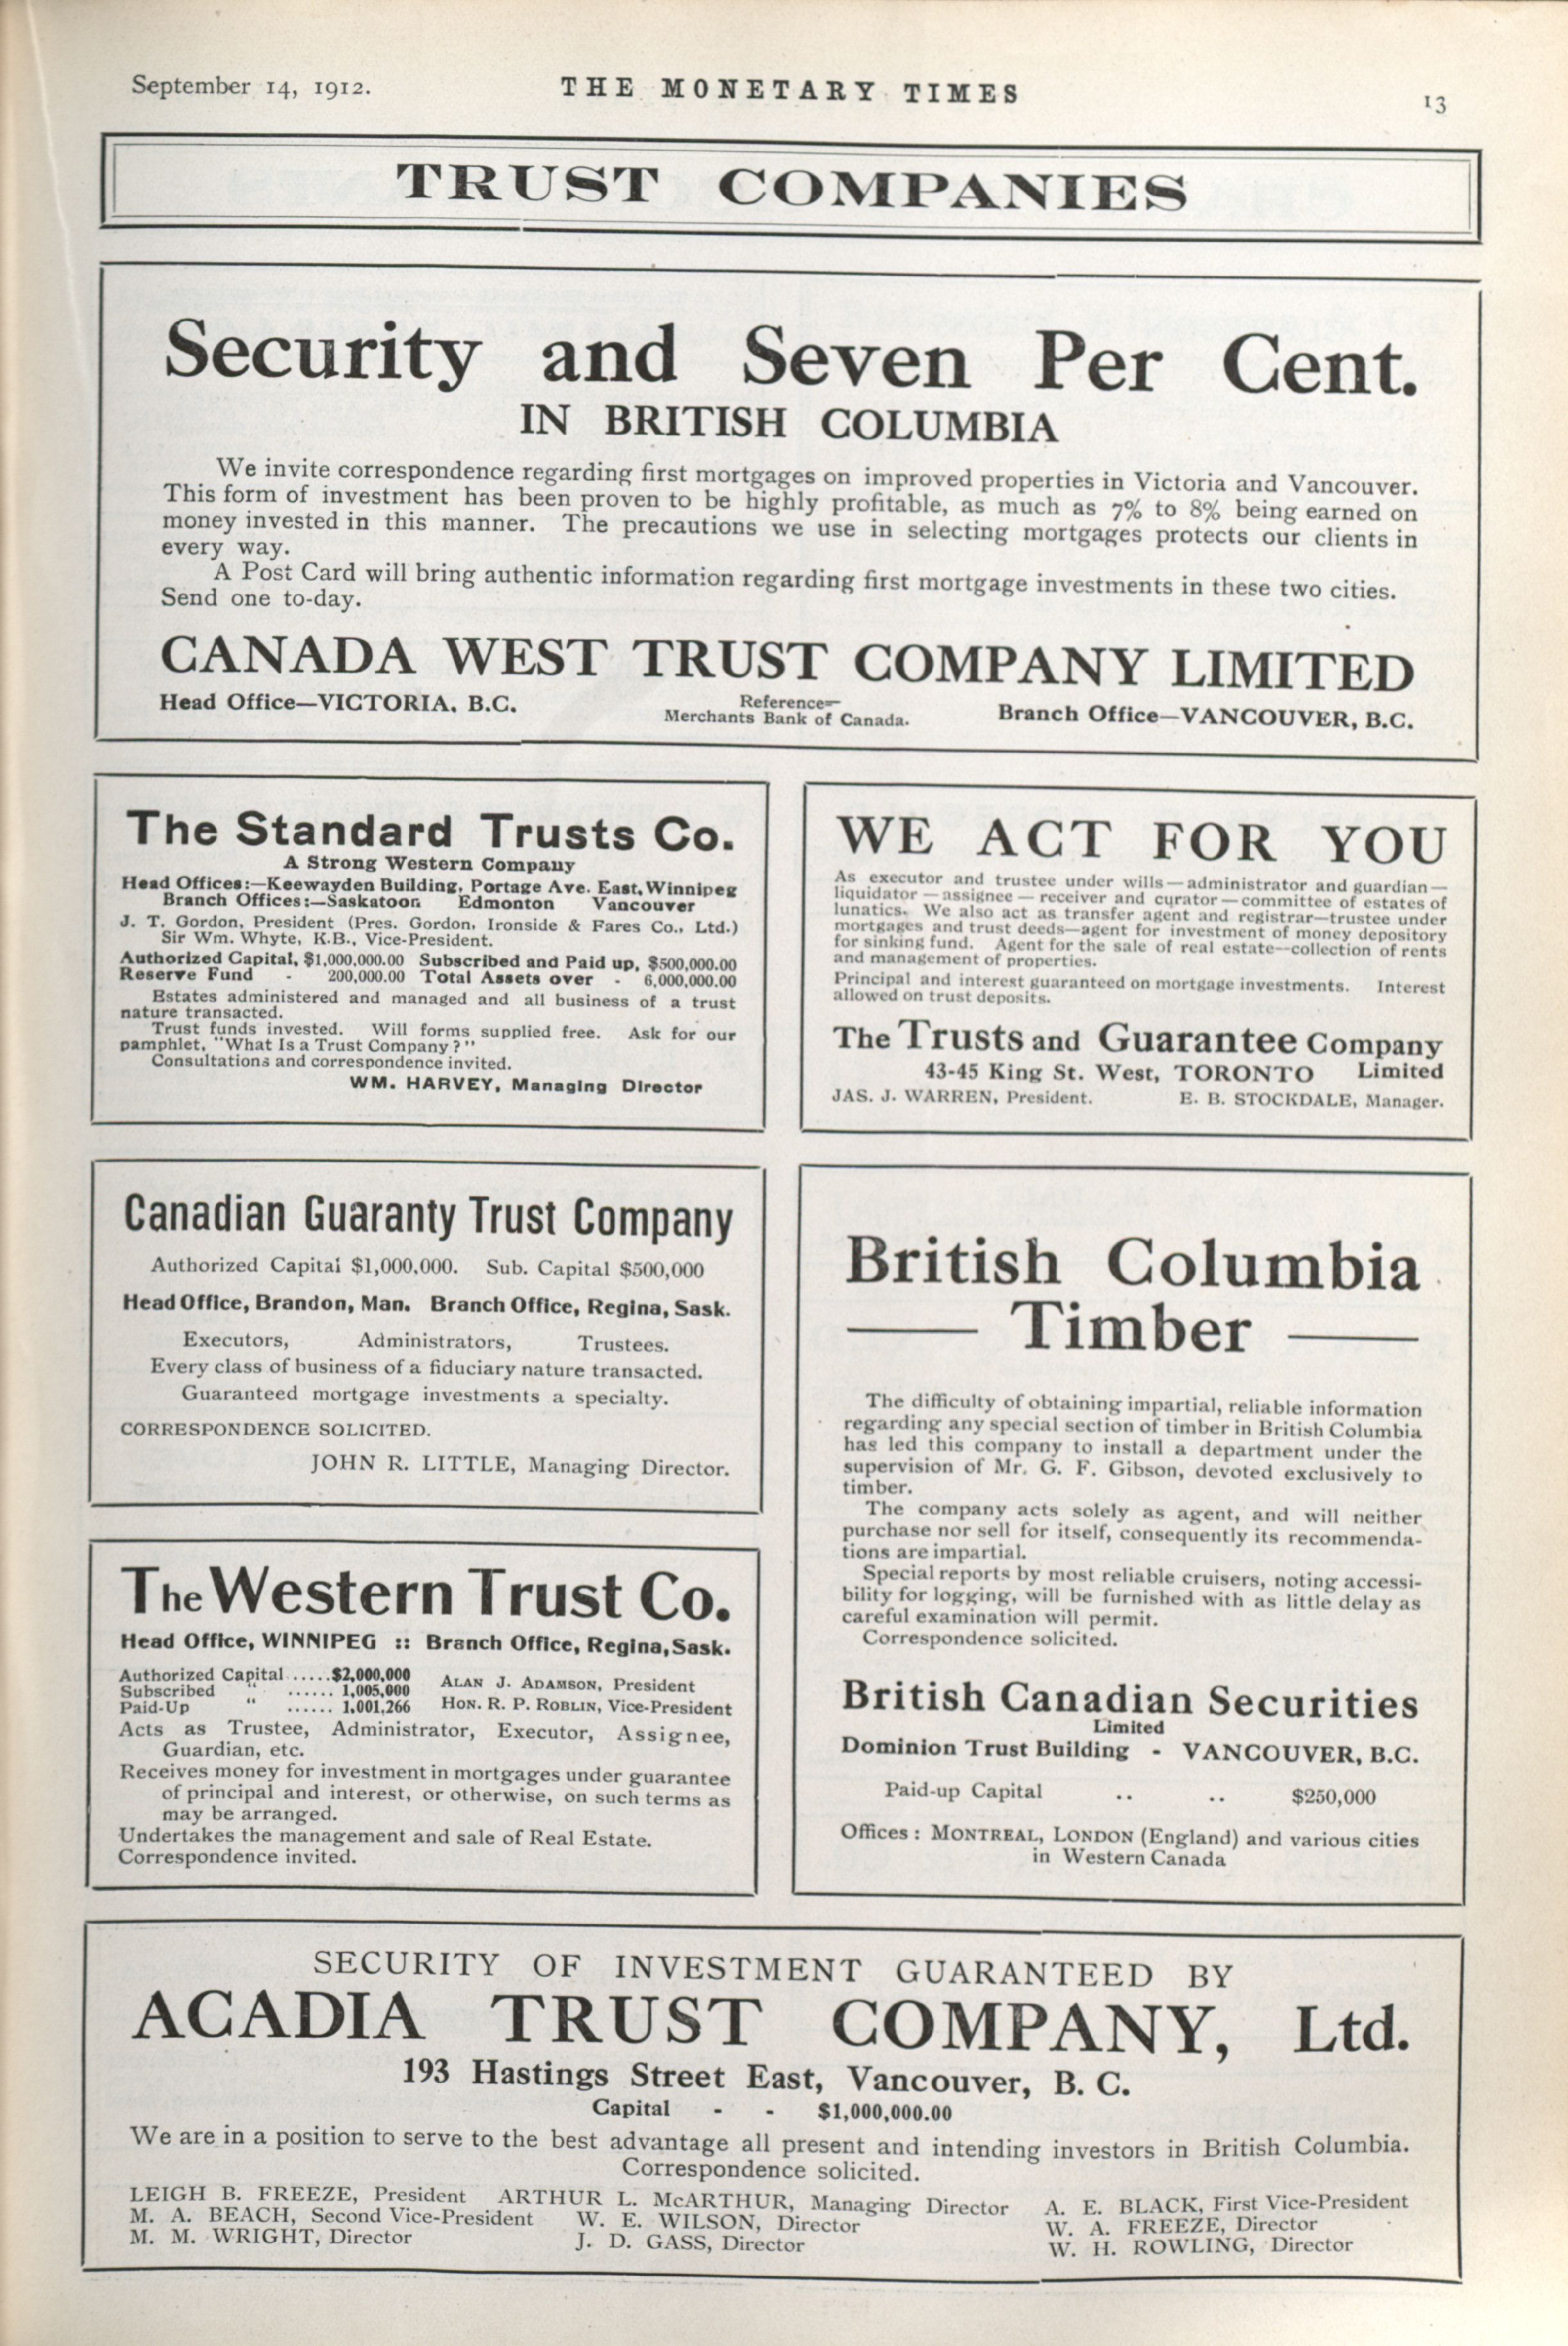 September 14, 1912.
THE MONETARY TIMES
13
TRUST COMPANIES
Security and Seven Per Cent.
IN BRITISH COLUMBIA
We invite correspondence regarding first mortgages on improved properties in Victoria and Vancouver.
This form of investment has been proven to be highly profitable, as much as 7% to 8% being earned on
money invested in this manner. The precautions we use in selecting mortgages protects our clients in
every way.
A Post Card will bring authentic information regarding first mortgage investments in these two cities.
Send one to-day.
CANADA WEST TRUST COMPANY LIMITED
Head Office—VICTORIA, B.C.
Reference—
Merchants Bank of Canada.
Branch Office—VANCOUVER, B.C.
The Standard Trusts Co.
A Strong Western Company
Head Offices:—Keewayden Building, Portage Ave. East, Winnipeg
Branch Offices:—Saskatoon Edmonton Vancouver
J. T. Gordon, President (Pres. Gordon, Ironside & Fares Co., Ltd.)
Sir Wm. Whyte, K.B., Vice-President.
Authorized Capital, $1,000,000.00 Subscribed and Paid up, $500,000.00
Reserve Fund - 200,000.00 Total Assets over - 6,000,000.00
Estates administered and managed and all business of a trust
nature transacted.
Trust funds invested. Will forms supplied free. Ask for our
pamphlet, "What Is a Trust Company?"
Consultations and correspondence invited.
WM. HARVEY, Managing Director
WE ACT FOR YOU
As executor and trustee under wills—administrator and guardian—
liquidator—assignee—receiver and curator—committee of estates of
lunatics. We also act as transfer agent and registrar—trustee under
mortgages and trust deeds—agent for investment of money depository
for sinking fund. Agent for the sale of real estate—collection of rents
and management of properties.
Principal and interest guaranteed on mortgage investments. Interest
allowed on trust deposits.
The Trusts and Guarantee Company
43-45 King St. West, TORONTO Limited
JAS. J. WARREN, President. E. B. STOCKDALE, Manager.
Canadian Guaranty Trust Company
Authorized Capital $1,000,000. Sub. Capital $500,000
Head Office, Brandon, Man. Branch Office, Regina, Sask.
Executors, Administrators, Trustees.
Every class of business of a fiduciary nature transacted.
Guaranteed mortgage investments a specialty.
CORRESPONDENCE SOLICITED.
JOHN R. LITTLE, Managing Director.
The Western Trust Co.
Head Office, WINNIPEG :: Branch Office, Regina, Sask.
Authorized Capital ......$2,000,000
Subscribed " ...... 1,005,000
Paid-Up " ...... 1,001,266
ALAN J. ADAMSON, President
HON. R. P. ROBLIN, Vice-President
Acts as Trustee, Administrator, Executor, Assignee,
Guardian, etc.
Receives money for investment in mortgages under guarantee
of principal and interest, or otherwise, on such terms as
may be arranged.
Undertakes the management and sale of Real Estate.
Correspondence invited.
British Columbia
Timber
The difficulty of obtaining impartial, reliable information
regarding any special section of timber in British Columbia
has led this company to install a department under the
supervision of Mr. G. F. Gibson, devoted exclusively to
timber.
The company acts solely as agent, and will neither
purchase nor sell for itself, consequently its recommenda-
tions are impartial.
Special reports by most reliable cruisers, noting accessi-
bility for logging, will be furnished with as little delay as
careful examination will permit.
Correspondence solicited.
British Canadian Securities
Limited
Dominion Trust Building - VANCOUVER, B.C.
Paid-up Capital .. .. $250,000
Offices: MONTREAL, LONDON (England) and various cities
in Western Canada
SECURITY OF INVESTMENT GUARANTEED BY
ACADIA TRUST COMPANY, Ltd.
193 Hastings Street East, Vancouver, B. C.
Capital - - $1,000,000.00
We are in a position to serve to the best advantage all present and intending investors in British Columbia.
Correspondence solicited.
LEIGH B. FREEZE, President ARTHUR L. McARTHUR, Managing Director A. E. BLACK, First Vice-President
M. A. BEACH, Second Vice-President W. E. WILSON, Director W. A. FREEZE, Director
M. M. WRIGHT, Director J. D. GASS, Director W. H. ROWLING, Director